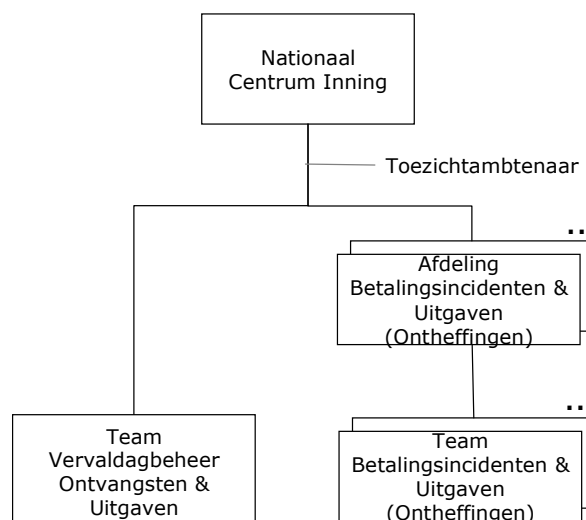 Nationaal
Centrum Inning
Toezichtambtenaar
..
Afdeling
Betalingsincidenten &
Uitgaven
(Ontheffingen)
..
Team
Vervaldagbeheer
Ontvangsten &
Uitgaven
Team
Betalingsincidenten &
Uitgaven
(Ontheffingen)